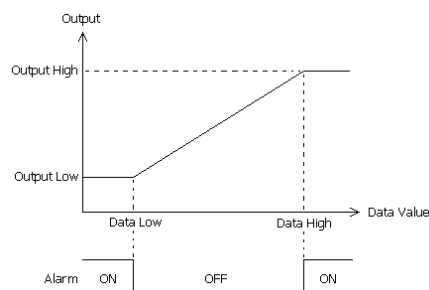 Output
Output High
Output Low
Data Low
Data High
Data Value
Alarm
ON
OFF
ON